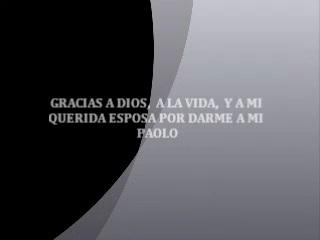 GRACIAS A DIOS, A LA VIDA, Y A MI
QUERIDA ESPOSA POR DARME A MI
PAOLO